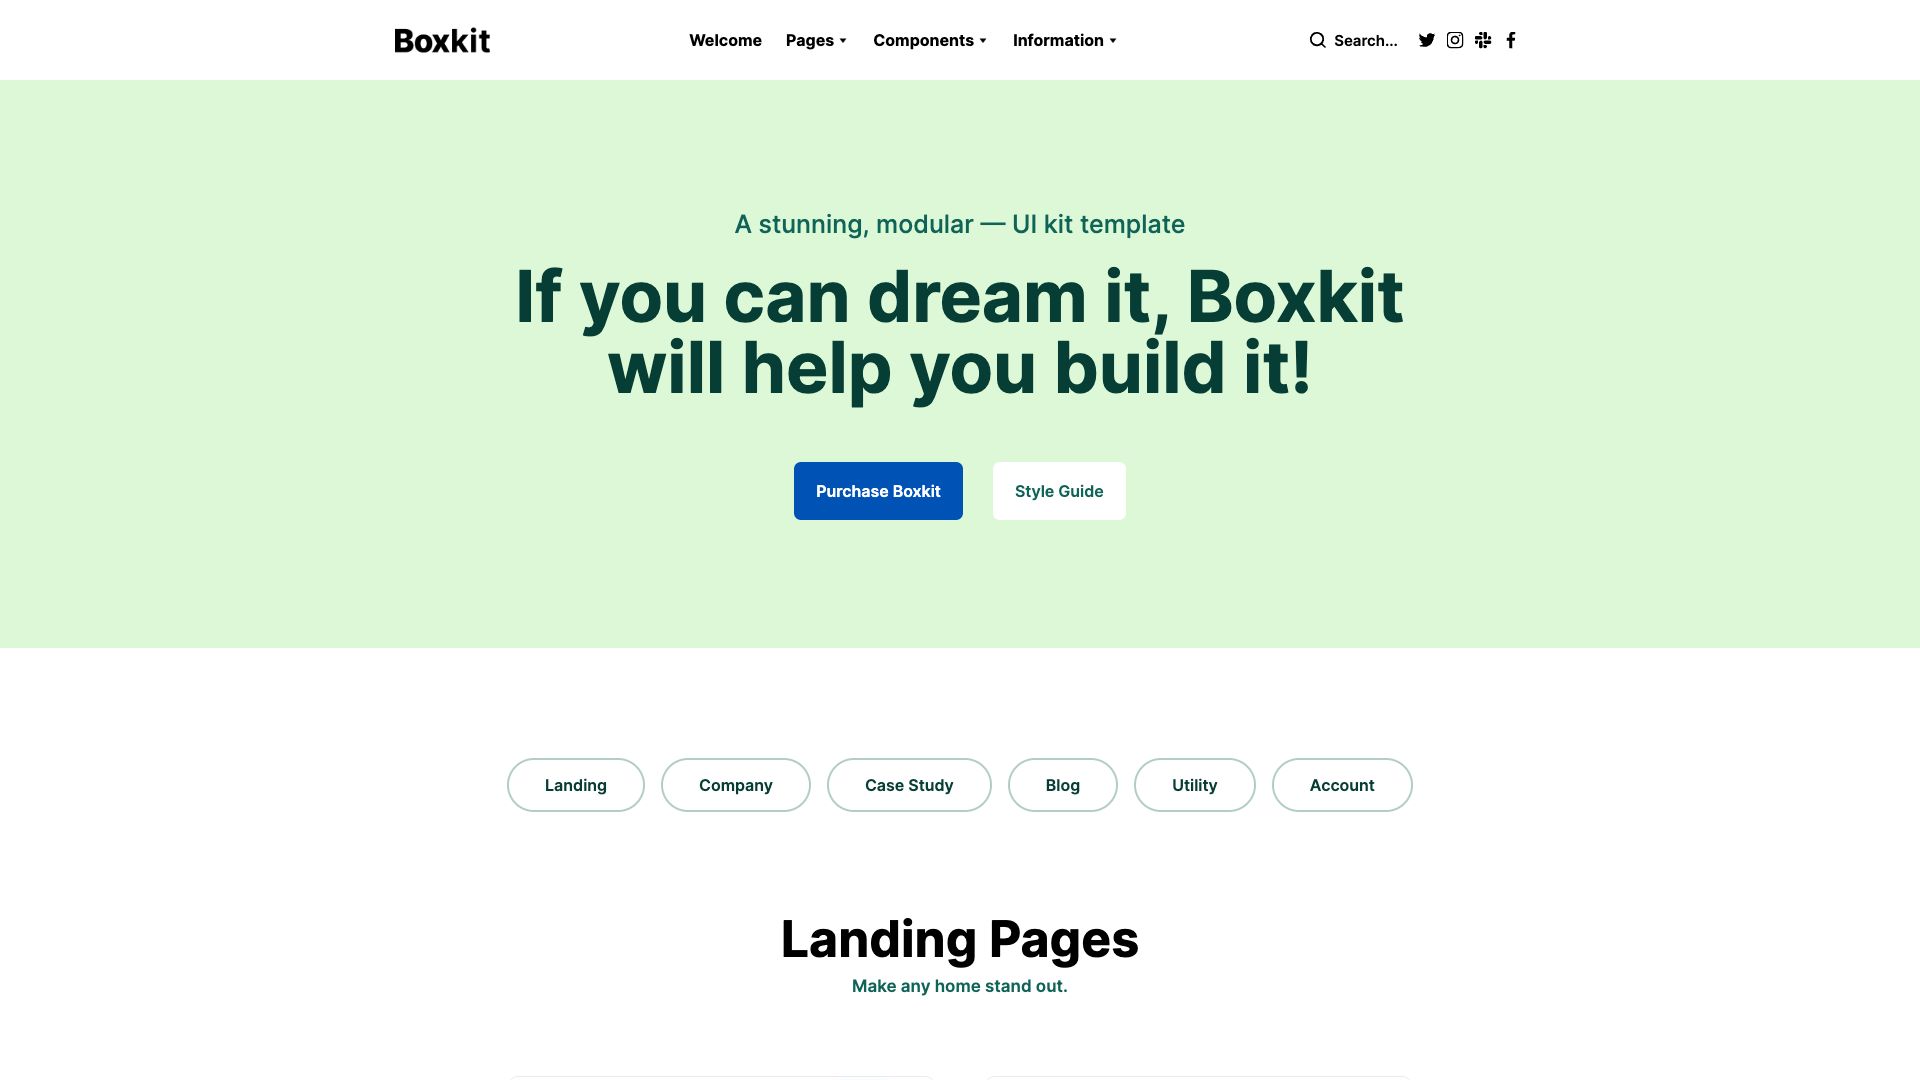 Boxkit
Welcome
Pages
Components
Information
Search...
A stunning, modular — UI kit template
If you can dream it, Boxkit
will help you build it!
Purchase Boxkit
Style Guide
Landing
Company
Case Study
Blog
Utility
Account
Landing Pages
Make any home stand out.